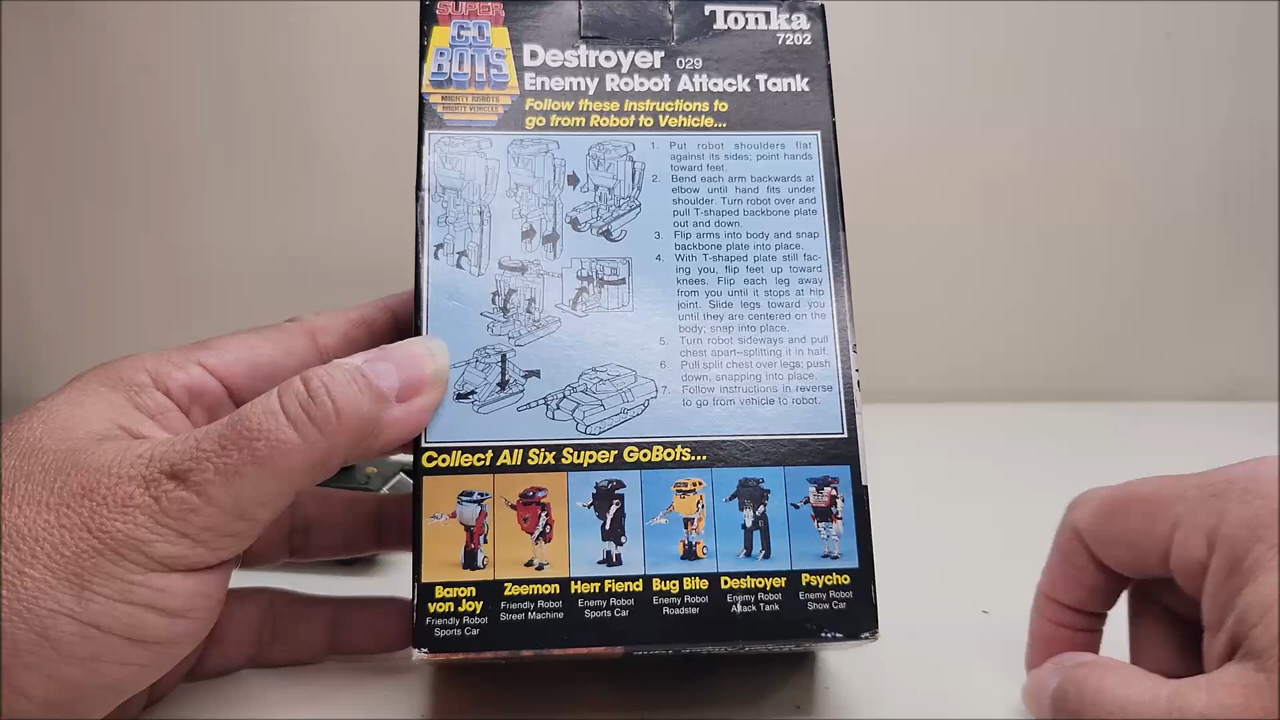 SUPER
GO
BOTS
MIGHTY ROBOTS
MIGHTY VEHICLES
Tonka
7202
Destroyer 029
Enemy Robot Attack Tank
Follow these instructions to
go from Robot to Vehicle...
1. Put robot shoulders flat
against its sides; point hands
toward feet.
2. Bend each arm backwards at
elbow until hand fits under
shoulder. Turn robot over and
pull T-shaped backbone plate
out and down.
3. Flip arms into body and snap
backbone plate into place.
4. With T-shaped plate still fac-
ing you, flip feet up toward
knees. Flip each leg away
from you until it stops at hip
joint. Slide legs toward you
until they are centered on the
body; snap into place.
5. Turn robot sideways and pull
chest apart--splitting it in half.
6. Pull split chest over legs; push
down, snapping into place.
7. Follow instructions in reverse
to go from vehicle to robot.
Collect All Six Super GoBots...
Baron
von Joy
Friendly Robot
Sports Car
Zeemon
Friendly Robot
Street Machine
Herr Fiend
Enemy Robot
Sports Car
Bug Bite
Enemy Robot
Roadster
Destroyer
Enemy Robot
Attack Tank
Psycho
Enemy Robot
Show Car